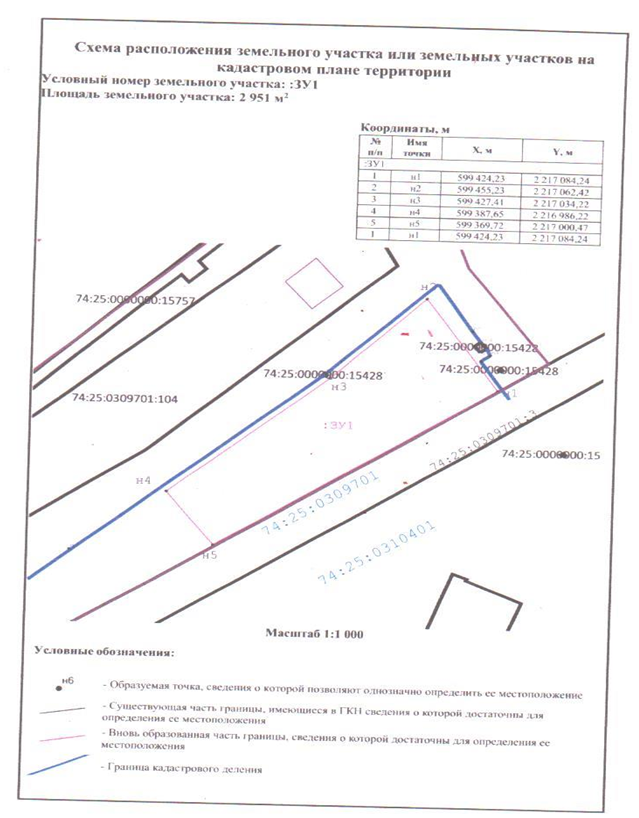 Схема расположения земельного участка или земельных участков на
кадастровом плане территории
Условный номер земельного участка: :ЗУ1
Площадь земельного участка: 2 951 м²
Координаты, м
№ п/п Имя точки X, м Y, м
:ЗУ1
1 н1 599 424,23 2 217 084,24
2 н2 599 455,23 2 217 062,42
3 н3 599 427,41 2 217 034,22
4 н4 599 387,65 2 216 986,22
5 н5 599 369,72 2 217 000,47
1 н1 599 424,23 2 217 084,24
74:25:0000000:15757
н2
74:25:0000000:15428
74:25:0000000:15428
н3
74:25:0000000:15428
74:25:0309701:104
н1
:ЗУ1
74:25:0309701:3
74:25:0000000:15
н4
74:25:0309701
н5
74:25:0310401
Масштаб 1:1 000
Условные обозначения:
н6
- Образуемая точка, сведения о которой позволяют однозначно определить ее местоположение
- Существующая часть границы, имеющиеся в ГКН сведения о которой достаточны для
определения ее местоположения
- Вновь образованная часть границы, сведения о которой достаточны для определения ее
местоположения
- Граница кадастрового деления